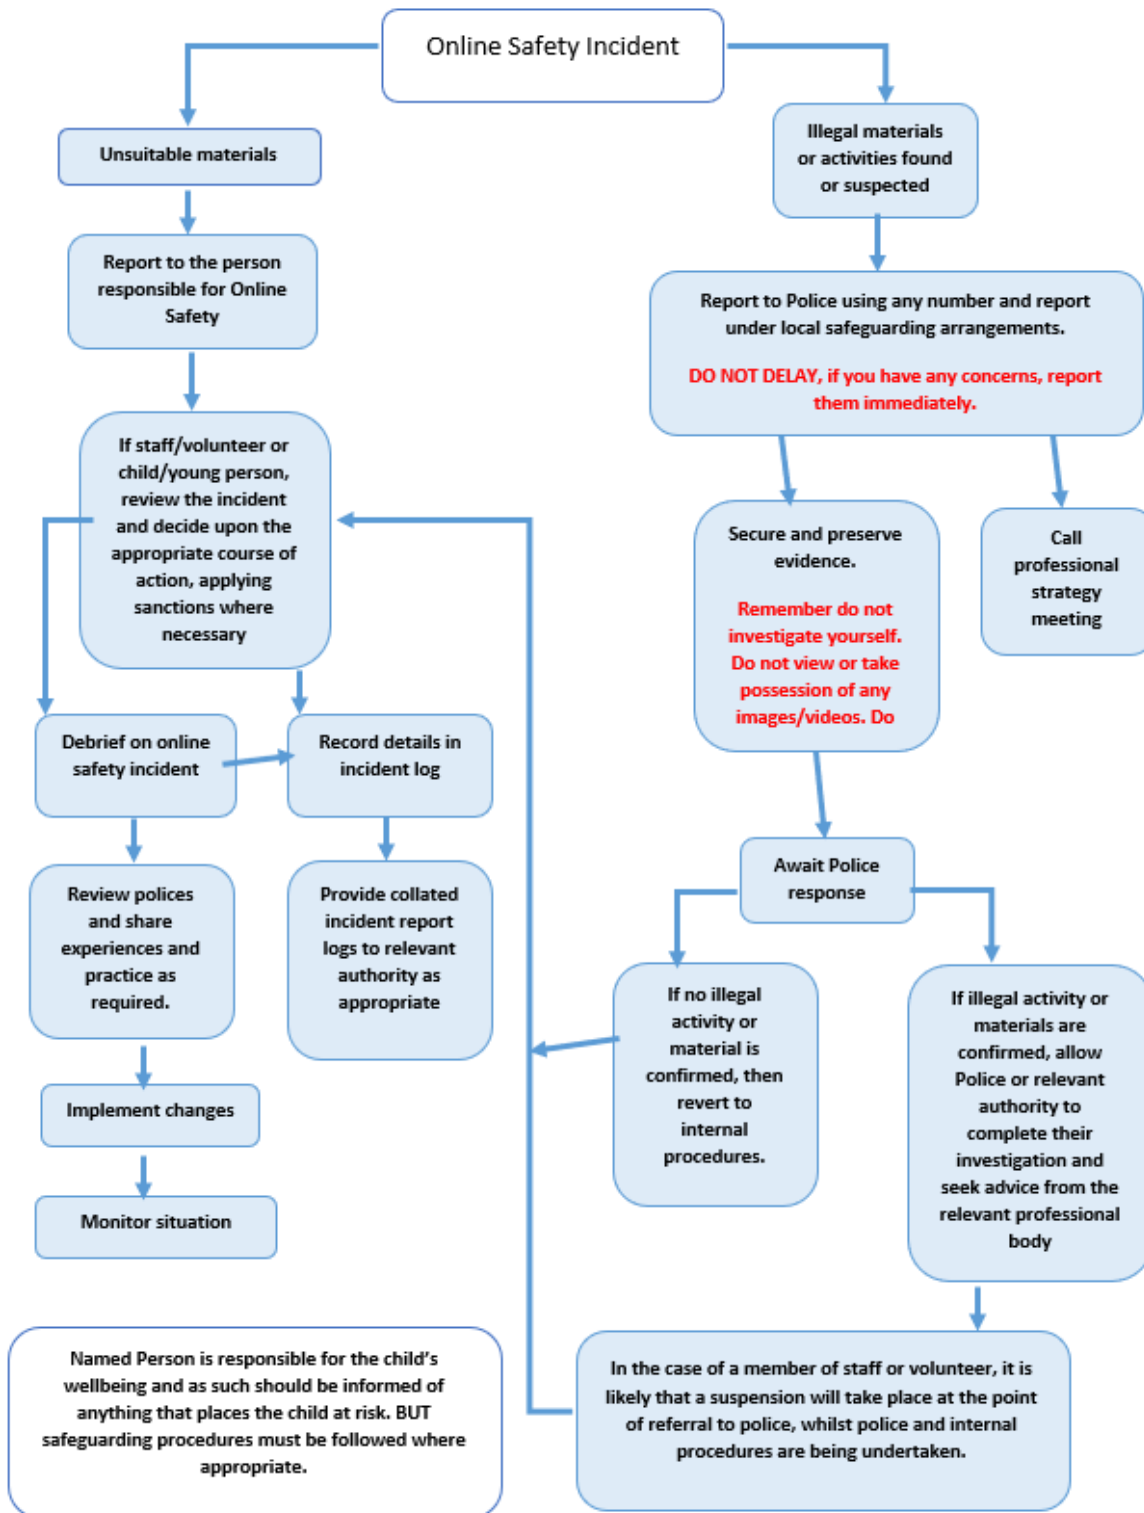 Online Safety Incident
Unsuitable materials
Report to the person
responsible for Online
Safety
If staff/volunteer or
child/young person,
review the incident
and decide upon the
appropriate course of
action, applying
sanctions where
necessary
Debrief on online
safety incident
Record details in
incident log
Review polices
and share
experiences and
practice as
required.
Provide collated
incident report
logs to relevant
authority as
appropriate
Implement changes
Monitor situation
Named Person is responsible for the child's
wellbeing and as such should be informed of
anything that places the child at risk. BUT
safeguarding procedures must be followed where
appropriate.
Illegal materials
or activities found
or suspected
Report to Police using any number and report
under local safeguarding arrangements.
DO NOT DELAY, if you have any concerns, report
them immediately.
Secure and preserve
evidence.
Remember do not
investigate yourself.
Do not view or take
possession of any
images/videos. Do
Call
professional
strategy
meeting
Await Police
response
If no illegal
activity or
material is
confirmed, then
revert to
internal
procedures.
If illegal activity or
materials are
confirmed, allow
Police or relevant
authority to
complete their
investigation and
seek advice from the
relevant professional
body
In the case of a member of staff or volunteer, it is
likely that a suspension will take place at the point
of referral to police, whilst police and internal
procedures are being undertaken.